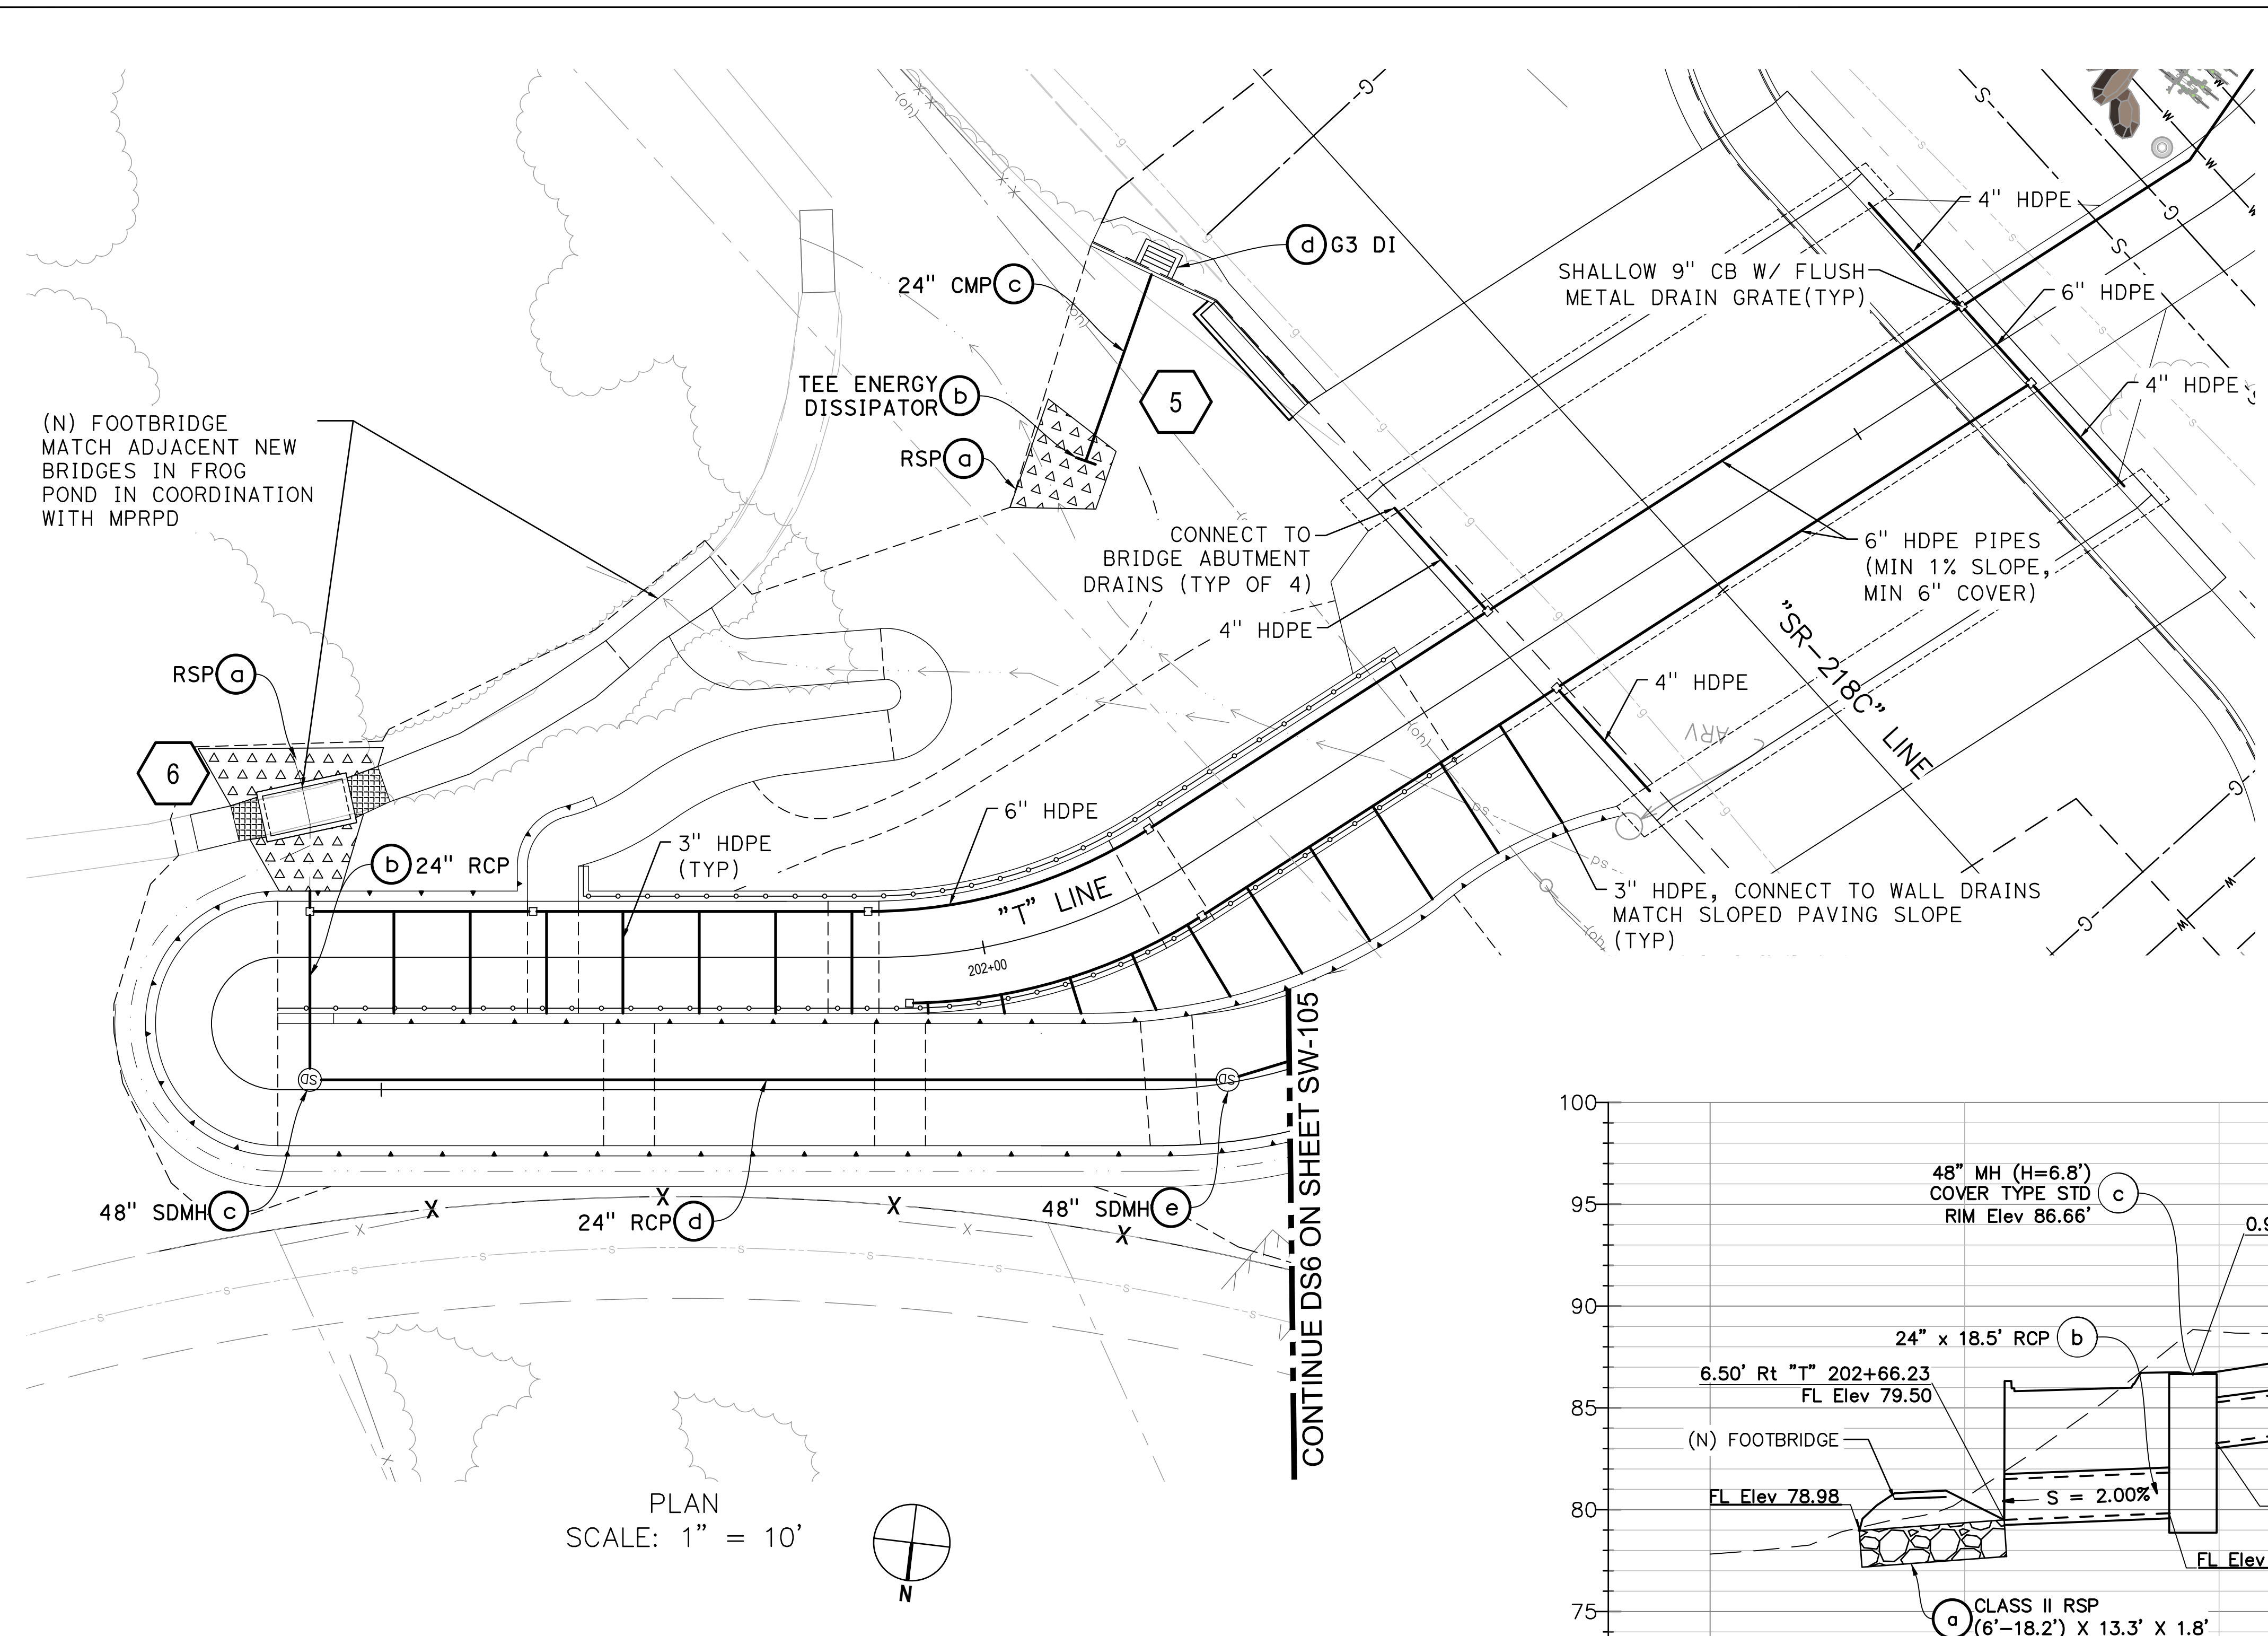 (N) FOOTBRIDGE
MATCH ADJACENT NEW
BRIDGES IN FROG
POND IN COORDINATION
WITH MPRPD
24" CMP
c
d
G3 DI
TEE ENERGY
DISSIPATOR
b
RSP
a
5
SHALLOW 9" CB W/ FLUSH
METAL DRAIN GRATE(TYP)
4" HDPE
6" HDPE
4" HDPE
CONNECT TO
BRIDGE ABUTMENT
DRAINS (TYP OF 4)
4" HDPE
6" HDPE PIPES
(MIN 1% SLOPE,
MIN 6" COVER)
"SR-218C" LINE
4" HDPE
ARV
RSP
a
6
b
24" RCP
3" HDPE
(TYP)
6" HDPE
"T" LINE
202+00
3" HDPE, CONNECT TO WALL DRAINS
MATCH SLOPED PAVING SLOPE
(TYP)
SD
SD
48" SDMH
c
24" RCP
d
48" SDMH
e
CONTINUE DS6 ON SHEET SW-105
PLAN
SCALE: 1" = 10'
N
100
95
90
85
80
75
48" MH (H=6.8')
COVER TYPE STD
RIM Elev 86.66'
c
0.9
24" x 18.5' RCP
b
6.50' Rt "T" 202+66.23
FL Elev 79.50
(N) FOOTBRIDGE
FL Elev 78.98
S = 2.00%
FL Elev
a
CLASS II RSP
(6'-18.2') X 13.3' X 1.8'